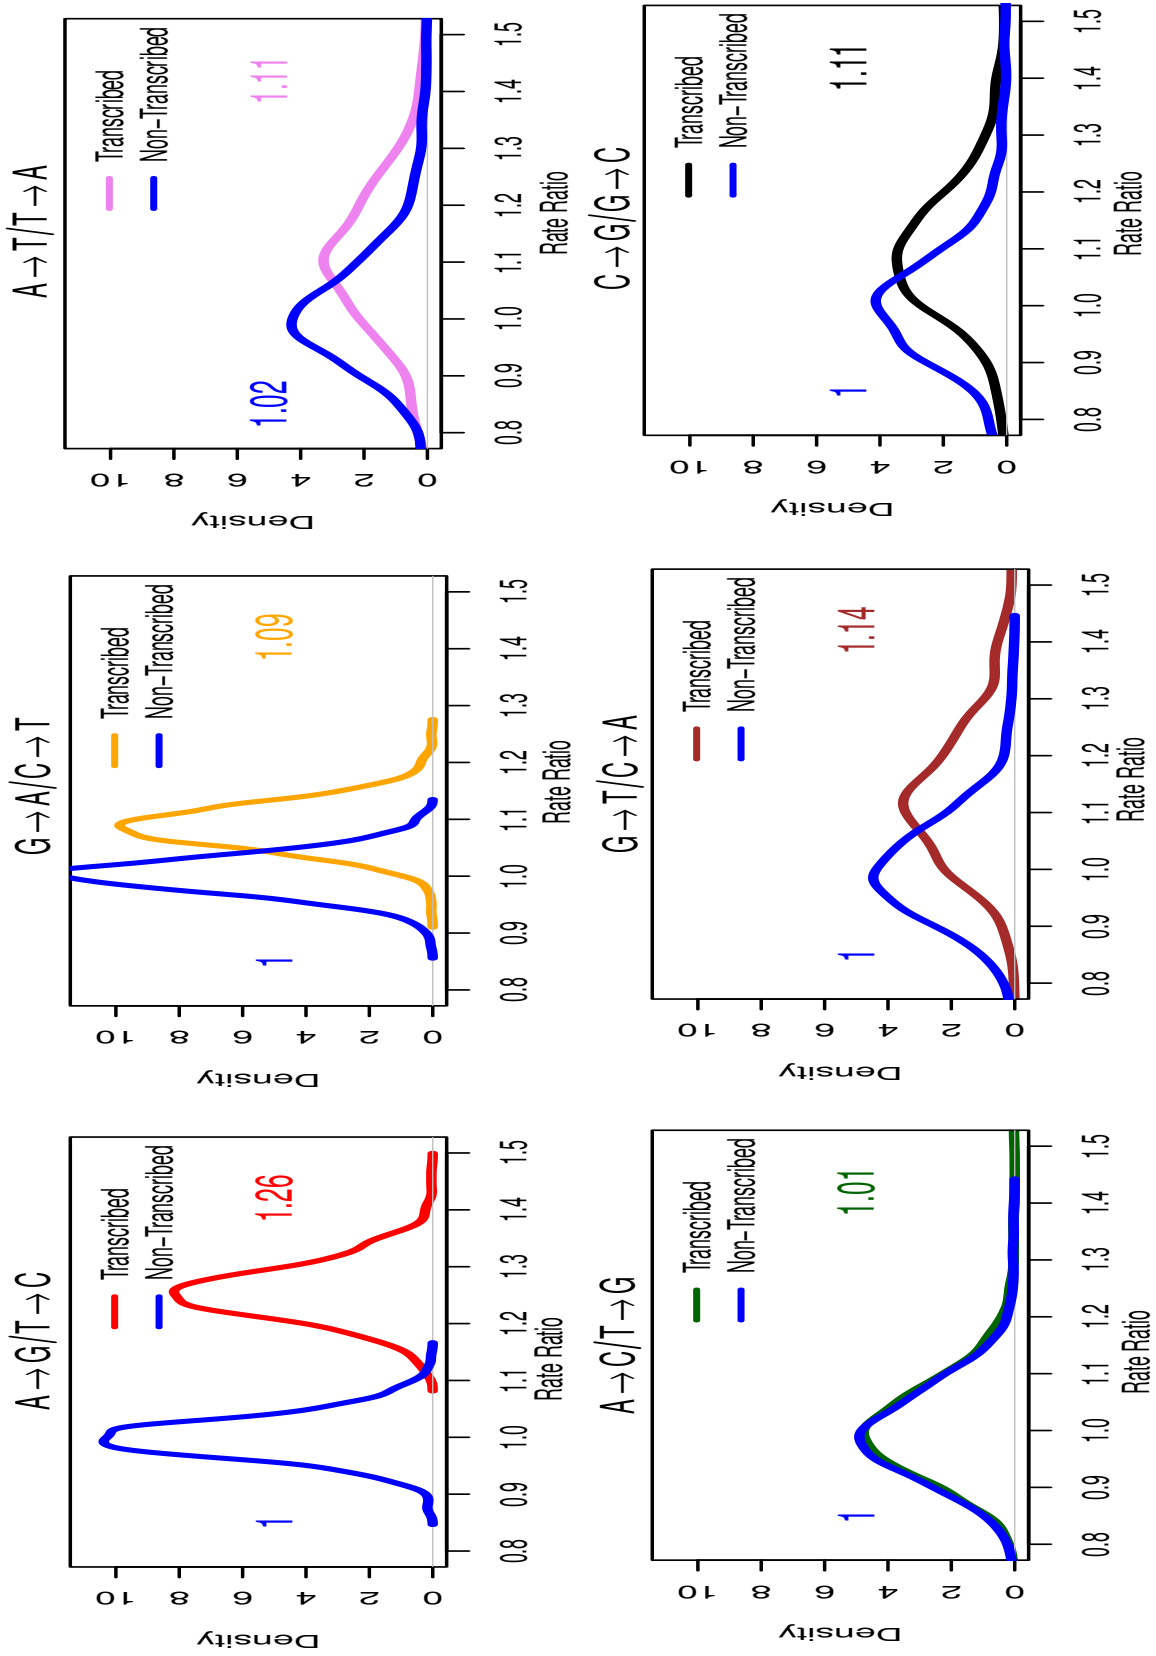 A→G/T→C
Density
0 2 4 6 8 10
Transcribed
Non−Transcribed
1
1.26
0.8 0.9 1.0 1.1 1.2 1.3 1.4 1.5
Rate Ratio
G→A/C→T
Density
0 2 4 6 8 10
Transcribed
Non−Transcribed
1
1.09
0.8 0.9 1.0 1.1 1.2 1.3 1.4 1.5
Rate Ratio
A→T/T→A
Density
0 2 4 6 8 10
Transcribed
Non−Transcribed
1.02
1.11
0.8 0.9 1.0 1.1 1.2 1.3 1.4 1.5
Rate Ratio
A→C/T→G
Density
0 2 4 6 8 10
Transcribed
Non−Transcribed
1
1.01
0.8 0.9 1.0 1.1 1.2 1.3 1.4 1.5
Rate Ratio
G→T/C→A
Density
0 2 4 6 8 10
Transcribed
Non−Transcribed
1
1.14
0.8 0.9 1.0 1.1 1.2 1.3 1.4 1.5
Rate Ratio
C→G/G→C
Density
0 2 4 6 8 10
Transcribed
Non−Transcribed
1
1.11
0.8 0.9 1.0 1.1 1.2 1.3 1.4 1.5
Rate Ratio